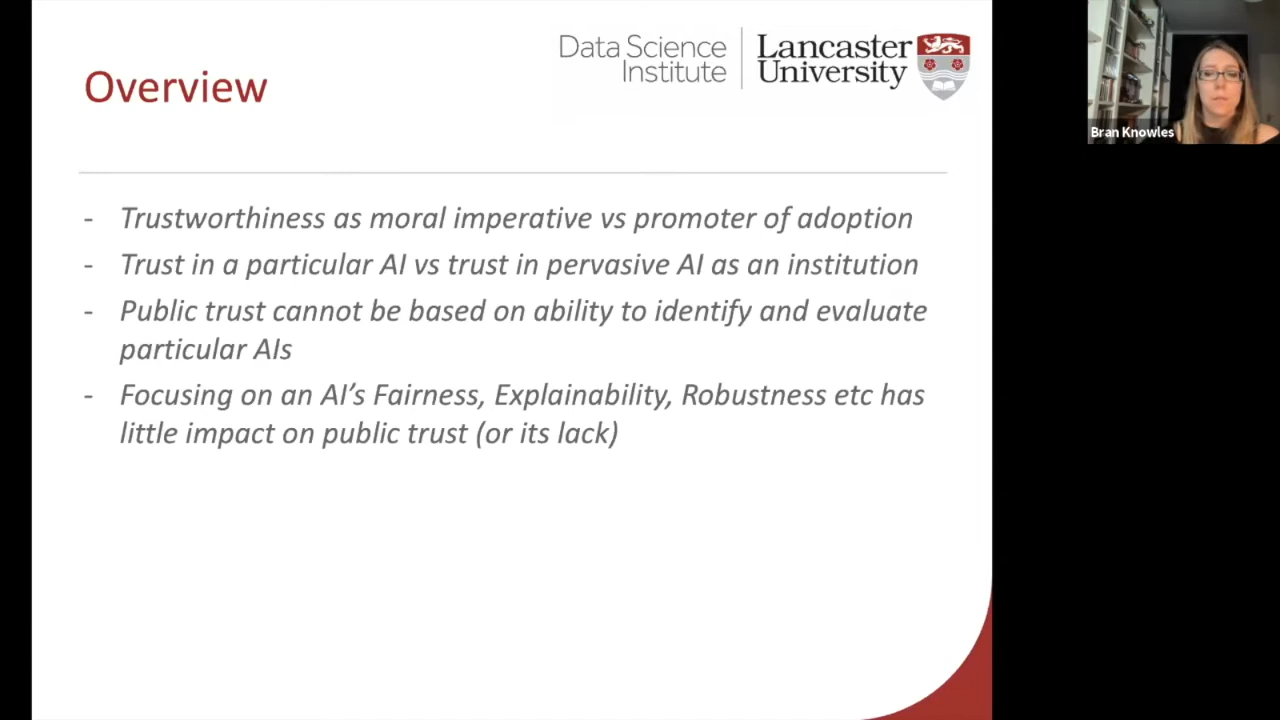 Overview
Data Science
Institute
Lancaster
University
Bran Knowles
- Trustworthiness as moral imperative vs promoter of adoption
- Trust in a particular AI vs trust in pervasive AI as an institution
- Public trust cannot be based on ability to identify and evaluate
particular AIs
- Focusing on an AI’s Fairness, Explainability, Robustness etc has
little impact on public trust (or its lack)